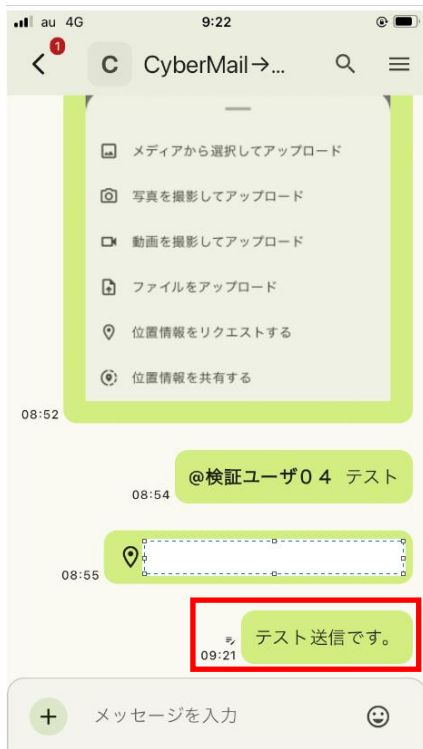 au 4G
9:22
1
C CyberMail→...
メディアから選択してアップロード
写真を撮影してアップロード
動画を撮影してアップロード
ファイルをアップロード
位置情報をリクエストする
位置情報を共有する
08:52
@検証ユーザ04 テスト
08:54
08:55
テスト送信です。
09:21
メッセージを入力